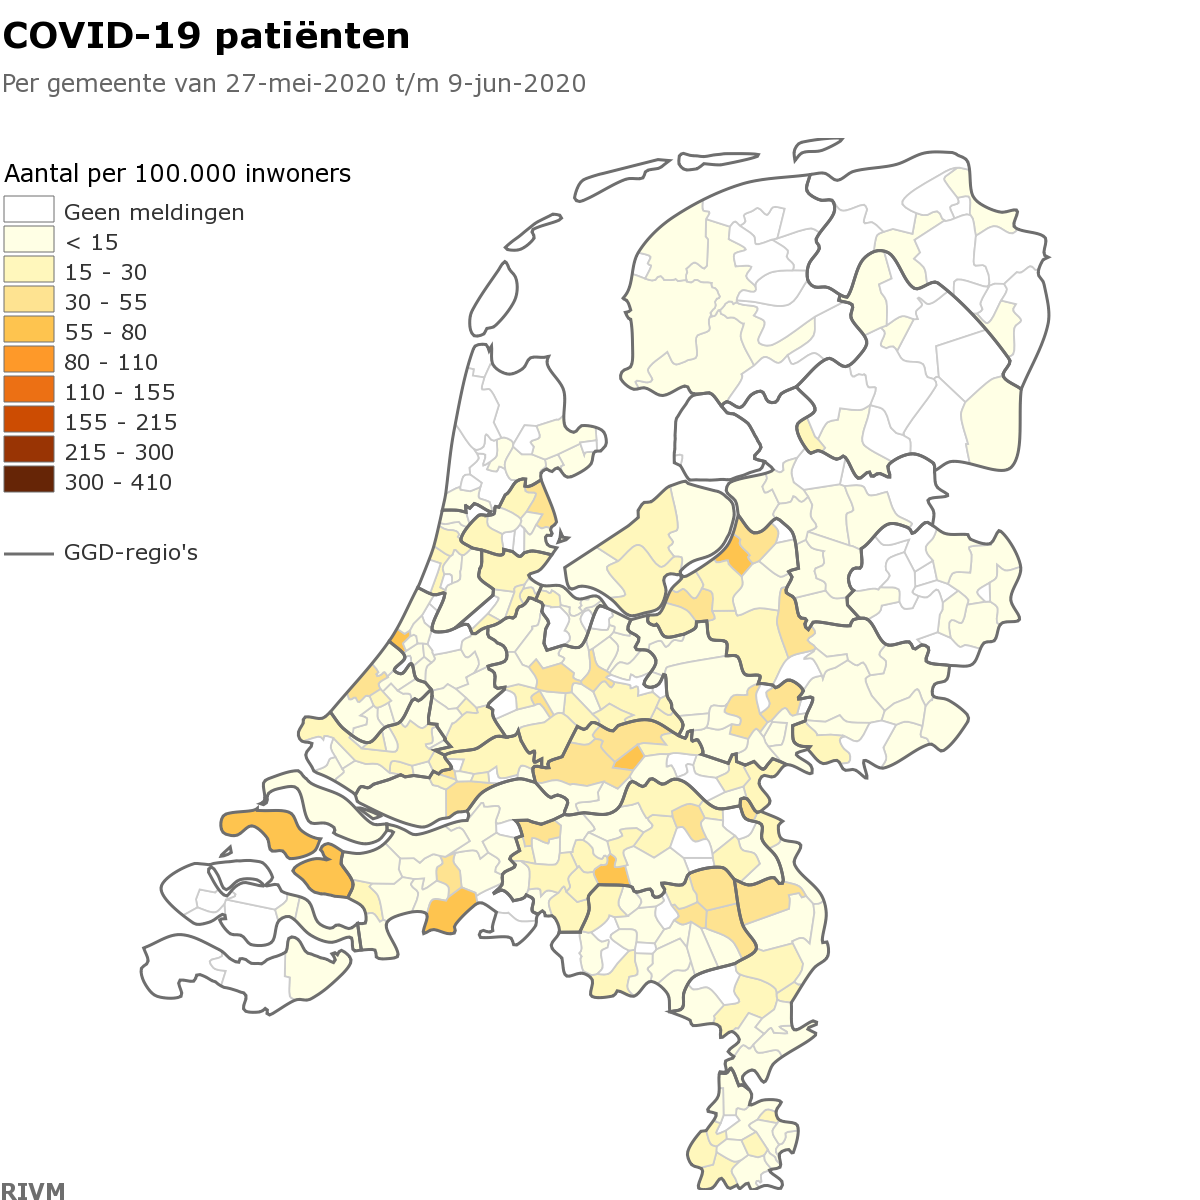 COVID-19 patiënten
Per gemeente van 27-mei-2020 t/m 9-jun-2020
Aantal per 100.000 inwoners
Geen meldingen
< 15
15 - 30
30 - 55
55 - 80
80 - 110
110 - 155
155 - 215
215 - 300
300 - 410
GGD-regio's
RIVM